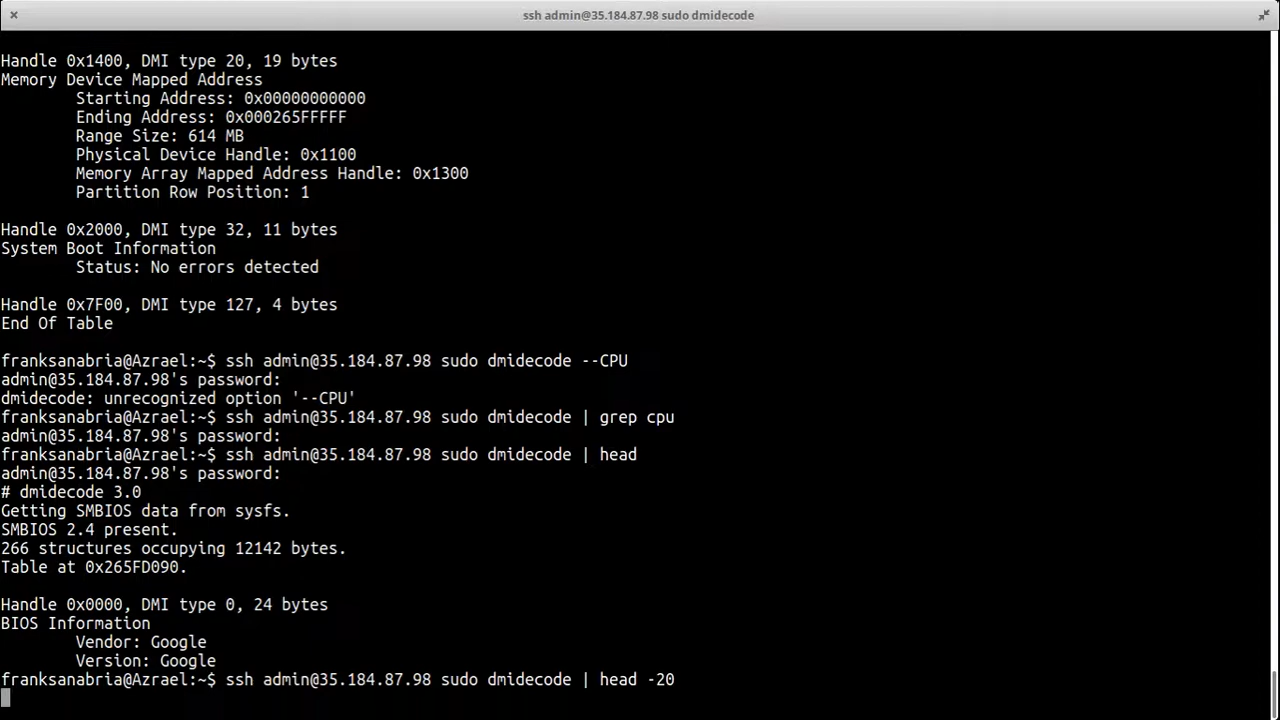 ssh admin@35.184.87.98 sudo dmidecode
Handle 0x1400, DMI type 20, 19 bytes
Memory Device Mapped Address
        Starting Address: 0x00000000000
        Ending Address: 0x000265FFFFF
        Range Size: 614 MB
        Physical Device Handle: 0x1100
        Memory Array Mapped Address Handle: 0x1300
        Partition Row Position: 1
Handle 0x2000, DMI type 32, 11 bytes
System Boot Information
        Status: No errors detected
Handle 0x7F00, DMI type 127, 4 bytes
End Of Table
franksanabria@Azrael:~$ ssh admin@35.184.87.98 sudo dmidecode --CPU
admin@35.184.87.98's password:
dmidecode: unrecognized option '--CPU'
franksanabria@Azrael:~$ ssh admin@35.184.87.98 sudo dmidecode | grep cpu
admin@35.184.87.98's password:
franksanabria@Azrael:~$ ssh admin@35.184.87.98 sudo dmidecode | head
admin@35.184.87.98's password:
# dmidecode 3.0
Getting SMBIOS data from sysfs.
SMBIOS 2.4 present.
266 structures occupying 12142 bytes.
Table at 0x265FD090.
Handle 0x0000, DMI type 0, 24 bytes
BIOS Information
        Vendor: Google
        Version: Google
franksanabria@Azrael:~$ ssh admin@35.184.87.98 sudo dmidecode | head -20